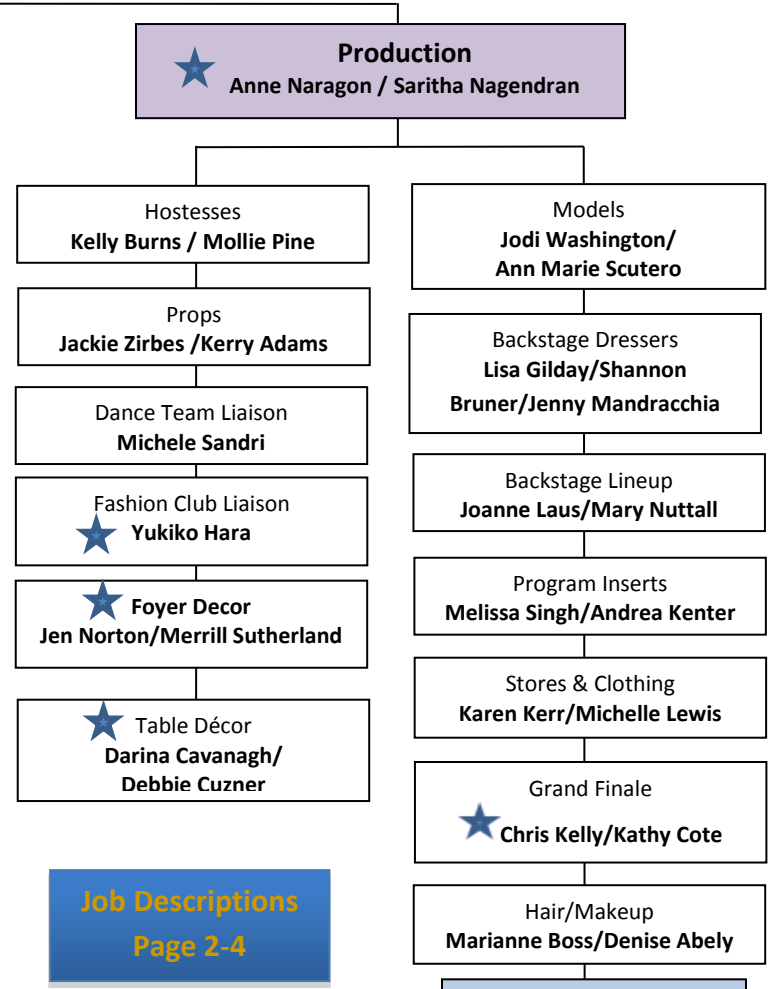 Production
Anne Naragon / Saritha Nagendran
Hostesses
Kelly Burns / Mollie Pine
Props
Jackie Zirbes /Kerry Adams
Dance Team Liaison
Michele Sandri
Fashion Club Liaison
Yukiko Hara
Foyer Decor
Jen Norton/Merrill Sutherland
Table Décor
Darina Cavanagh/
Debbie Cuzner
Job Descriptions
Page 2-4
Models
Jodi Washington/
Ann Marie Scutero
Backstage Dressers
Lisa Gilday/Shannon
Bruner/Jenny Mandracchia
Backstage Lineup
Joanne Laus/Mary Nuttall
Program Inserts
Melissa Singh/Andrea Kenter
Stores & Clothing
Karen Kerr/Michelle Lewis
Grand Finale
Chris Kelly/Kathy Cote
Hair/Makeup
Marianne Boss/Denise Abely